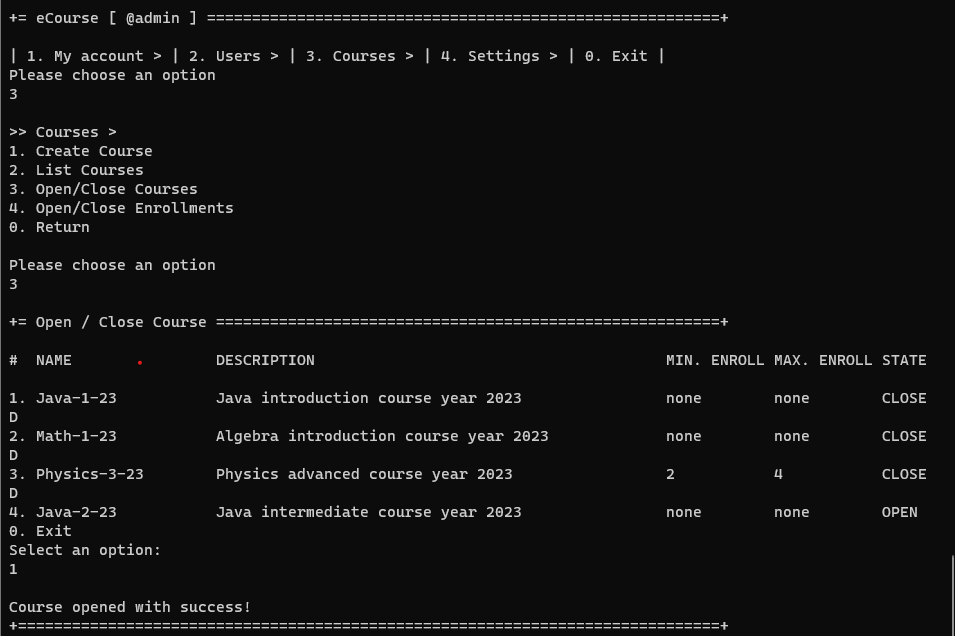 += eCourse [ @admin ] =========================================================+
| 1. My account > | 2. Users > | 3. Courses > | 4. Settings > | 0. Exit |
Please choose an option
3
>> Courses >
1. Create Course
2. List Courses
3. Open/Close Courses
4. Open/Close Enrollments
0. Return
Please choose an option
3
+= Open / Close Course ========================================================+
#  NAME                DESCRIPTION                                       MIN. ENROLL MAX. ENROLL STATE
1. Java-1-23           Java introduction course year 2023                none        none        CLOSE
D
2. Math-1-23           Algebra introduction course year 2023             none        none        CLOSE
D
3. Physics-3-23        Physics advanced course year 2023                 2           4           CLOSE
D
4. Java-2-23           Java intermediate course year 2023                none        none        OPEN
0. Exit
Select an option:
1
Course opened with success!
+==============================================================================+